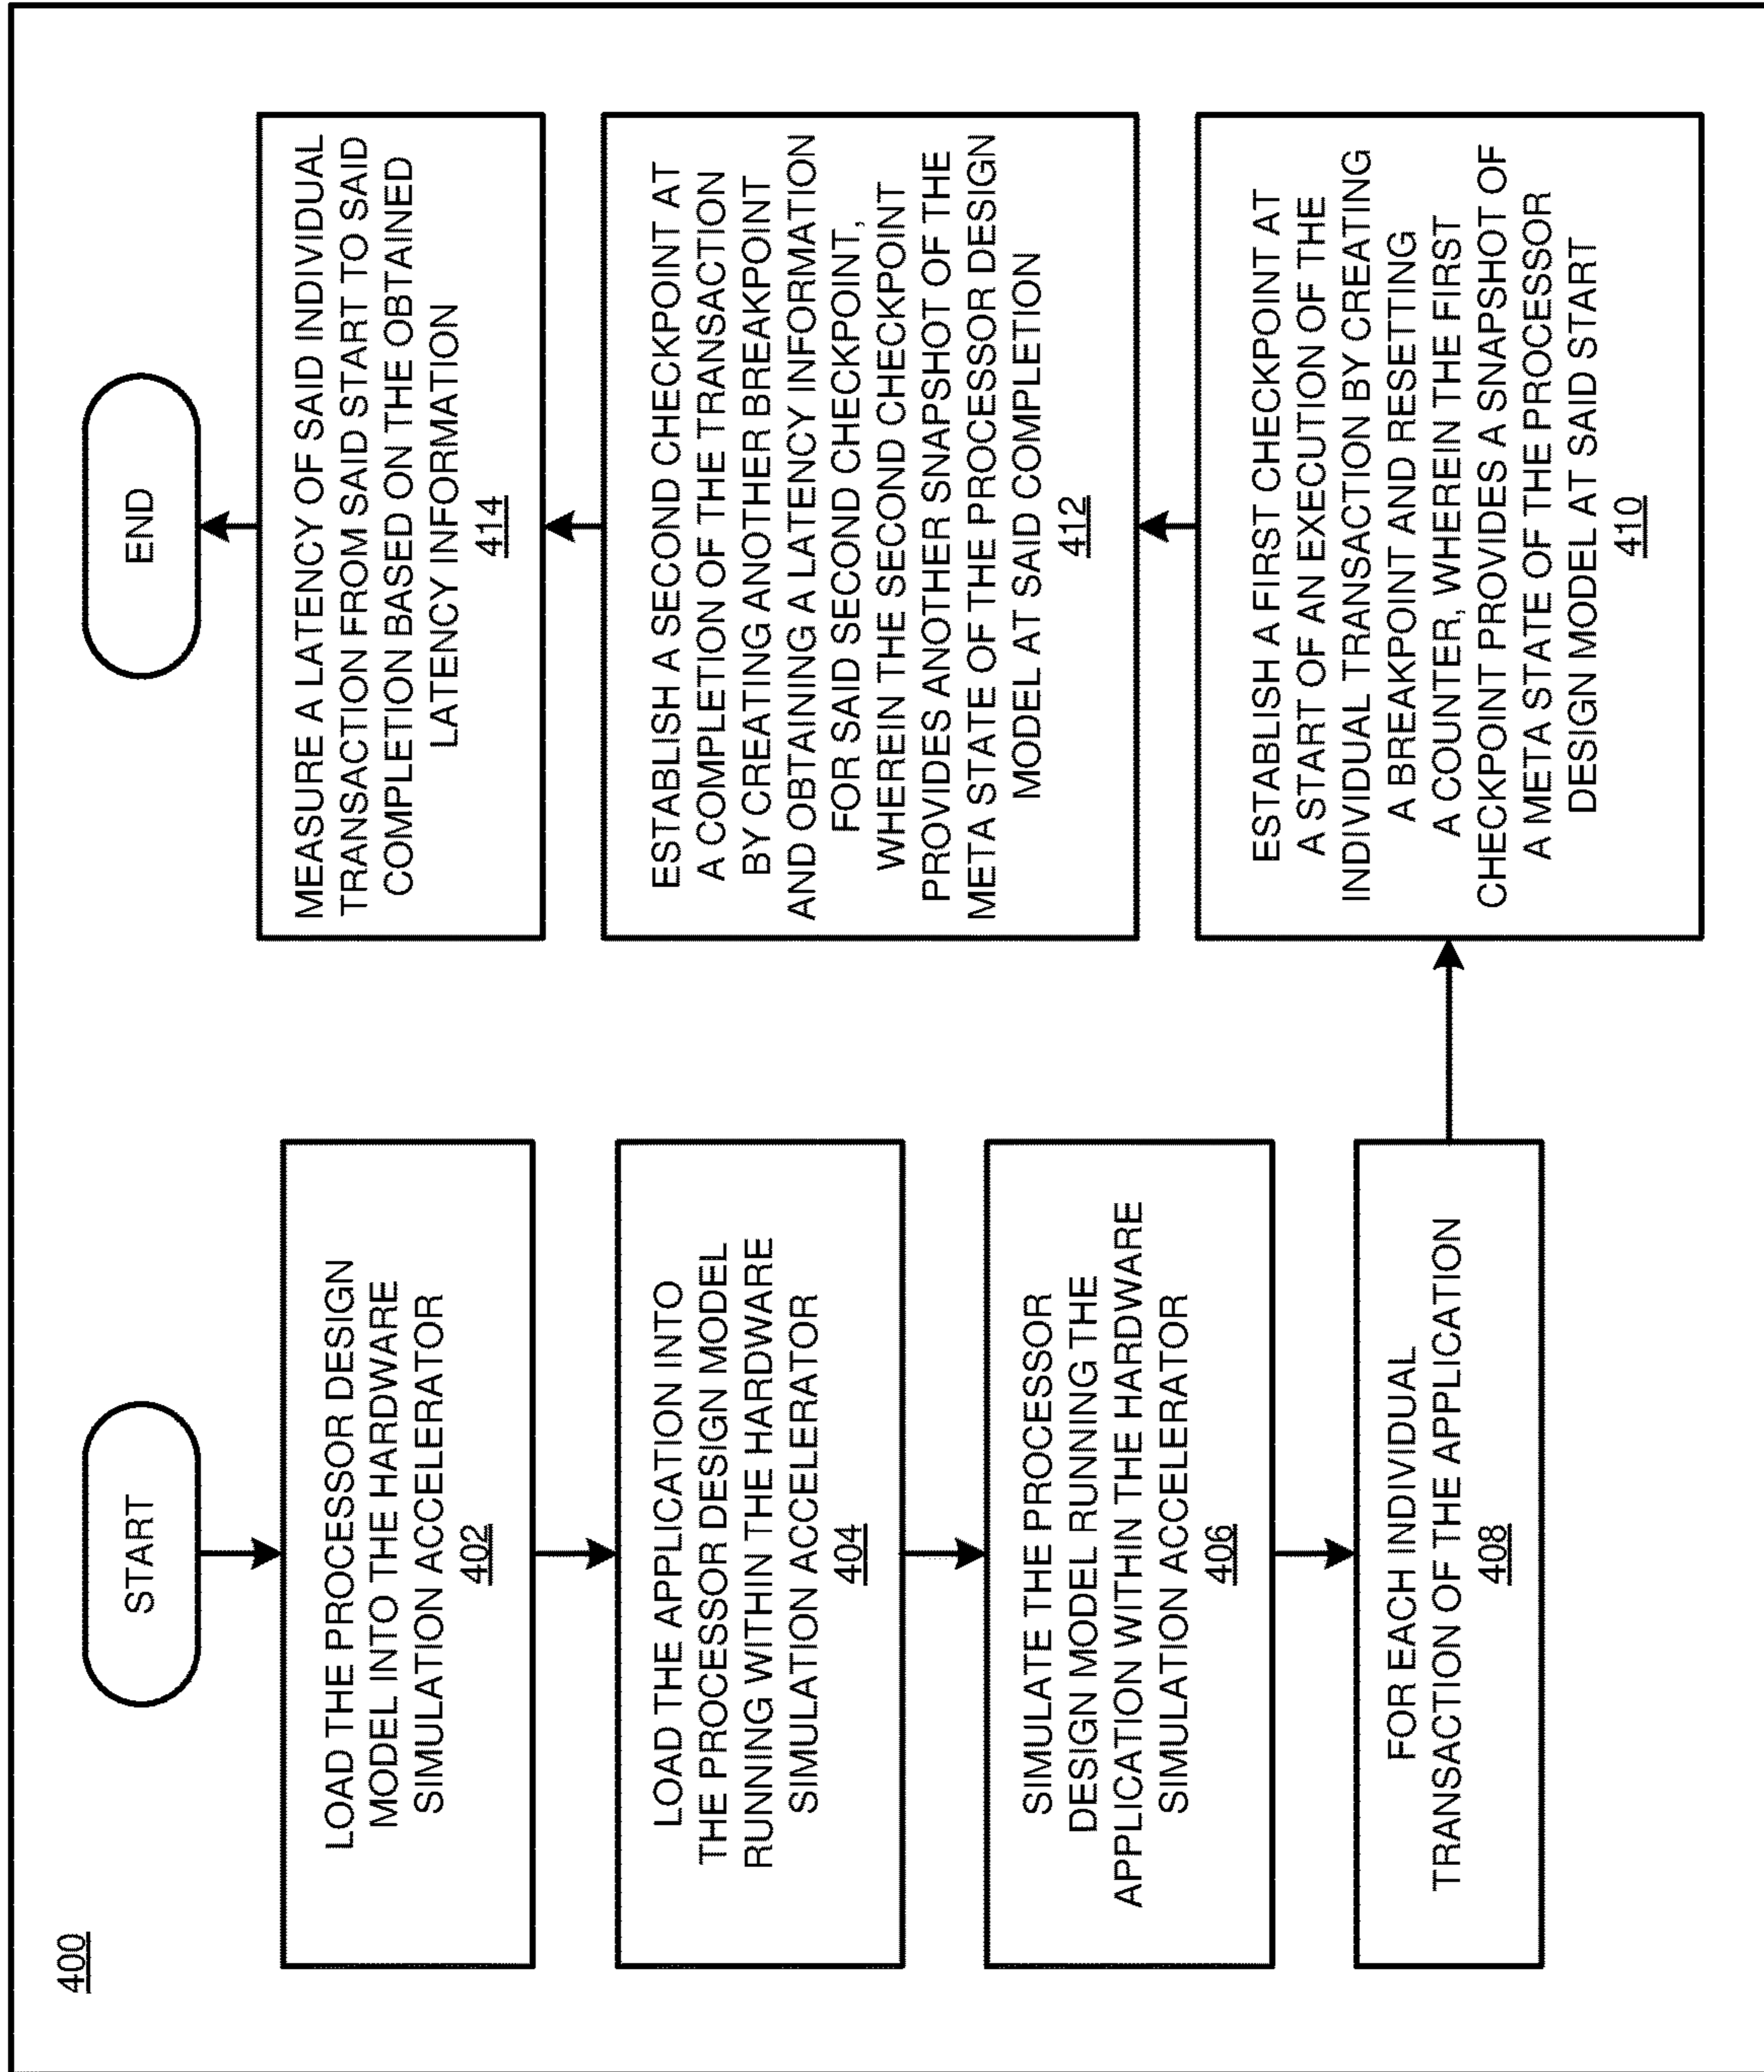 400
START
LOAD THE PROCESSOR DESIGN
MODEL INTO THE HARDWARE
SIMULATION ACCELERATOR
402
LOAD THE APPLICATION INTO
THE PROCESSOR DESIGN MODEL
RUNNING WITHIN THE HARDWARE
SIMULATION ACCELERATOR
404
SIMULATE THE PROCESSOR
DESIGN MODEL RUNNING THE
APPLICATION WITHIN THE HARDWARE
SIMULATION ACCELERATOR
406
FOR EACH INDIVIDUAL
TRANSACTION OF THE APPLICATION
408
ESTABLISH A FIRST CHECKPOINT AT
A START OF AN EXECUTION OF THE
INDIVIDUAL TRANSACTION BY CREATING
A BREAKPOINT AND RESETTING
A COUNTER, WHEREIN THE FIRST
CHECKPOINT PROVIDES A SNAPSHOT OF
A META STATE OF THE PROCESSOR
DESIGN MODEL AT SAID START
410
ESTABLISH A SECOND CHECKPOINT AT
A COMPLETION OF THE TRANSACTION
BY CREATING ANOTHER BREAKPOINT
AND OBTAINING A LATENCY INFORMATION
FOR SAID SECOND CHECKPOINT,
WHEREIN THE SECOND CHECKPOINT
PROVIDES ANOTHER SNAPSHOT OF THE
META STATE OF THE PROCESSOR DESIGN
MODEL AT SAID COMPLETION
412
MEASURE A LATENCY OF SAID INDIVIDUAL
TRANSACTION FROM SAID START TO SAID
COMPLETION BASED ON THE OBTAINED
LATENCY INFORMATION
414
END